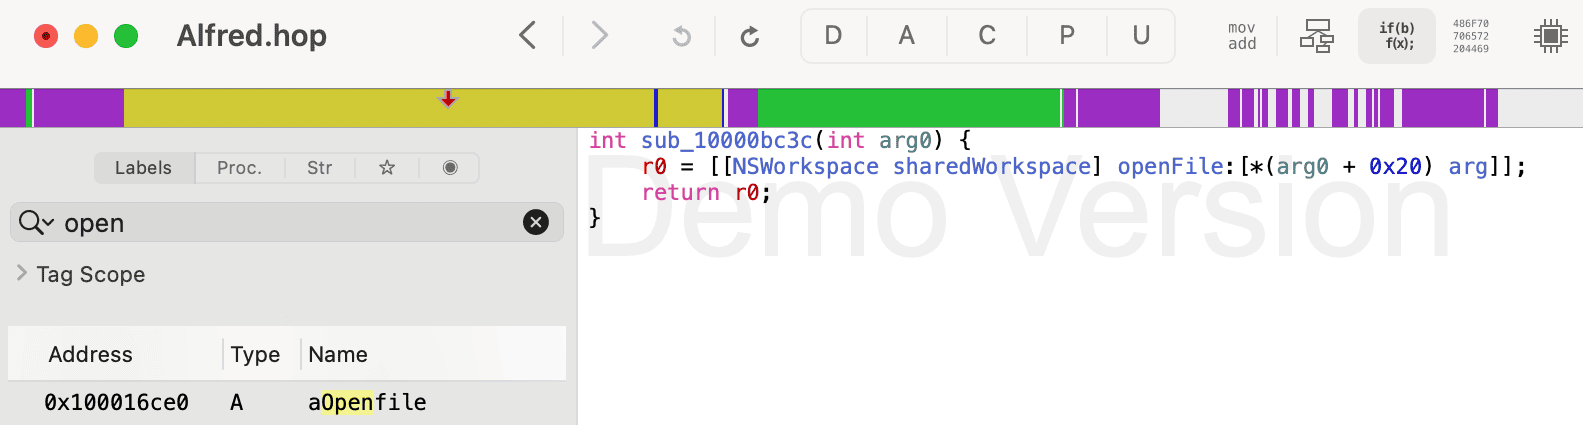 Alfred.hop
D A C P U
mov
add
if(b)
f(x);
486F70
706572
204469
Labels Proc. Str
open
Tag Scope
Address Type Name
0x100016ce0 A aOpenfile
int sub_10000bc3c(int arg0) {
    r0 = [[NSWorkspace sharedWorkspace] openFile:[*(arg0 + 0x20) arg]];
    return r0;
}
Demo Version